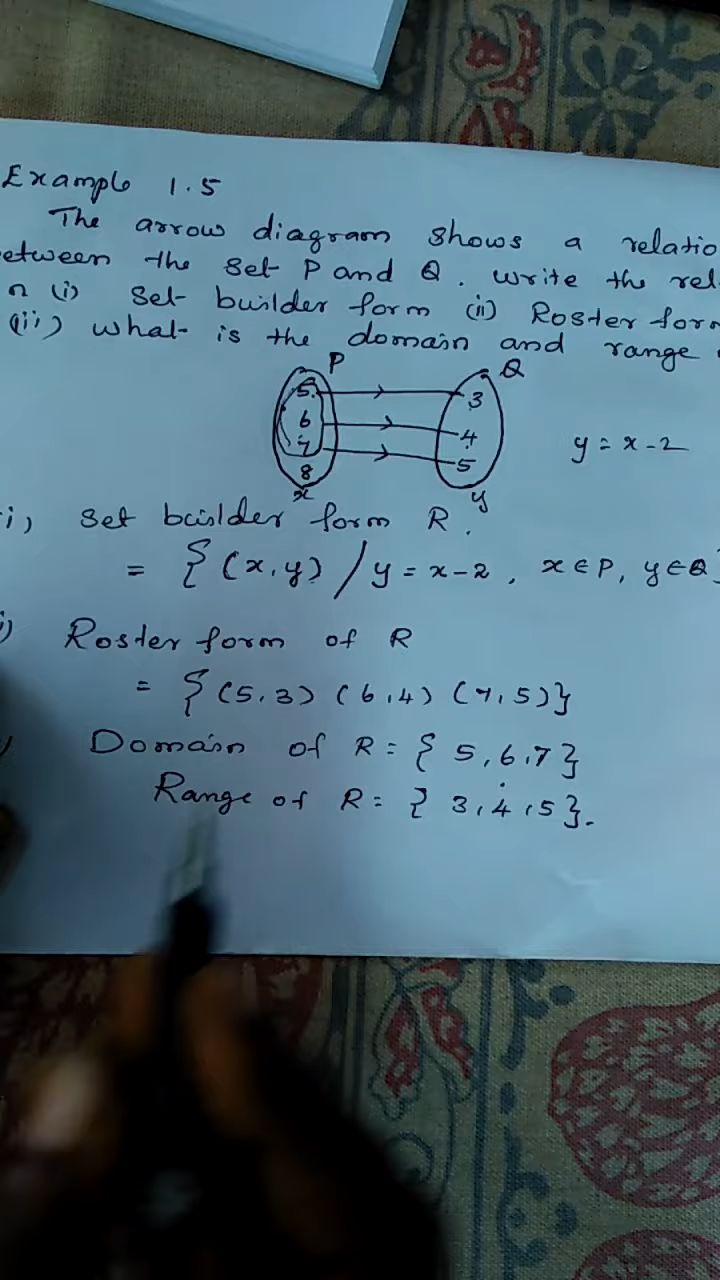 Example 1.5
The arrow diagram shows a relatio
etween the set P and Q. write the rel
n (i) Set builder form (ii) Roster form
(iii) what is the domain and range
P Q
5 3
6 4
7 5
8
x y
y = x-2
i, Set builder form R.
= {(x,y) / y = x-2, x∈P, y∈Q}
i) Roster form of R
= {(5,3) (6,4) (7,5)}
Domain of R = {5,6,7}
Range of R = {3,4,5}.